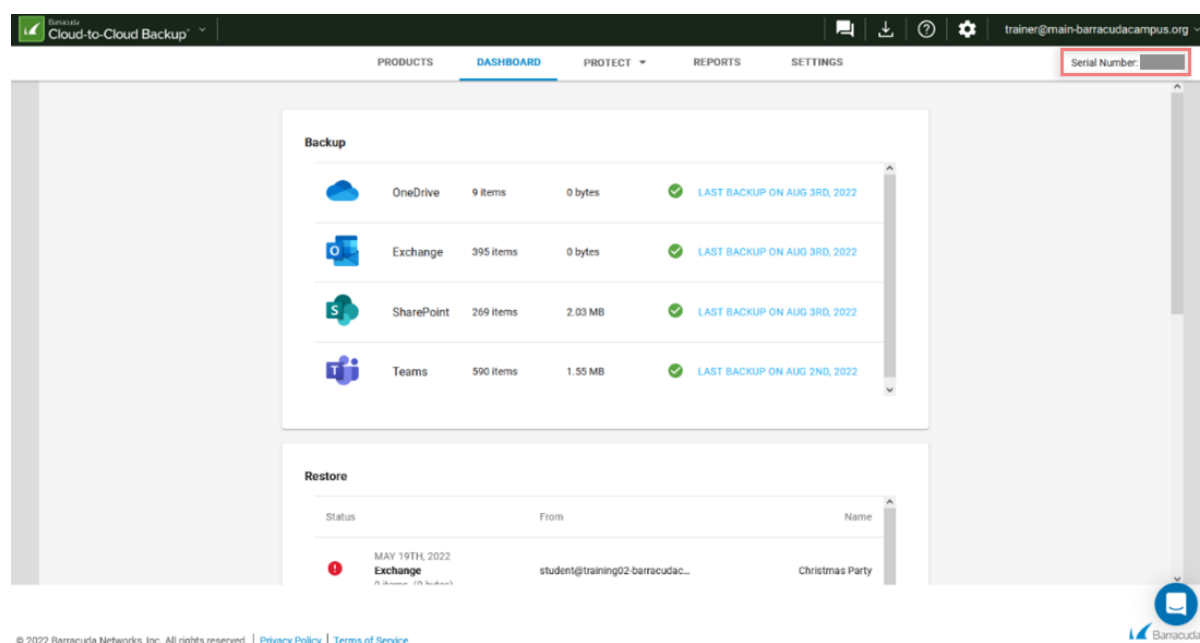 Barracuda
Cloud-to-Cloud Backup
trainer@main-barracudacampus.org
PRODUCTS DASHBOARD PROTECT REPORTS SETTINGS
Serial Number:
Backup
OneDrive 9 items 0 bytes LAST BACKUP ON AUG 3RD, 2022
Exchange 395 items 0 bytes LAST BACKUP ON AUG 3RD, 2022
SharePoint 269 items 2.03 MB LAST BACKUP ON AUG 3RD, 2022
Teams 590 items 1.55 MB LAST BACKUP ON AUG 2ND, 2022
Restore
Status From Name
MAY 19TH, 2022
Exchange student@training02-barracudac... Christmas Party
0 items (0 bytes)
Barracuda
© 2022 Barracuda Networks, Inc. All rights reserved. | Privacy Policy | Terms of Service